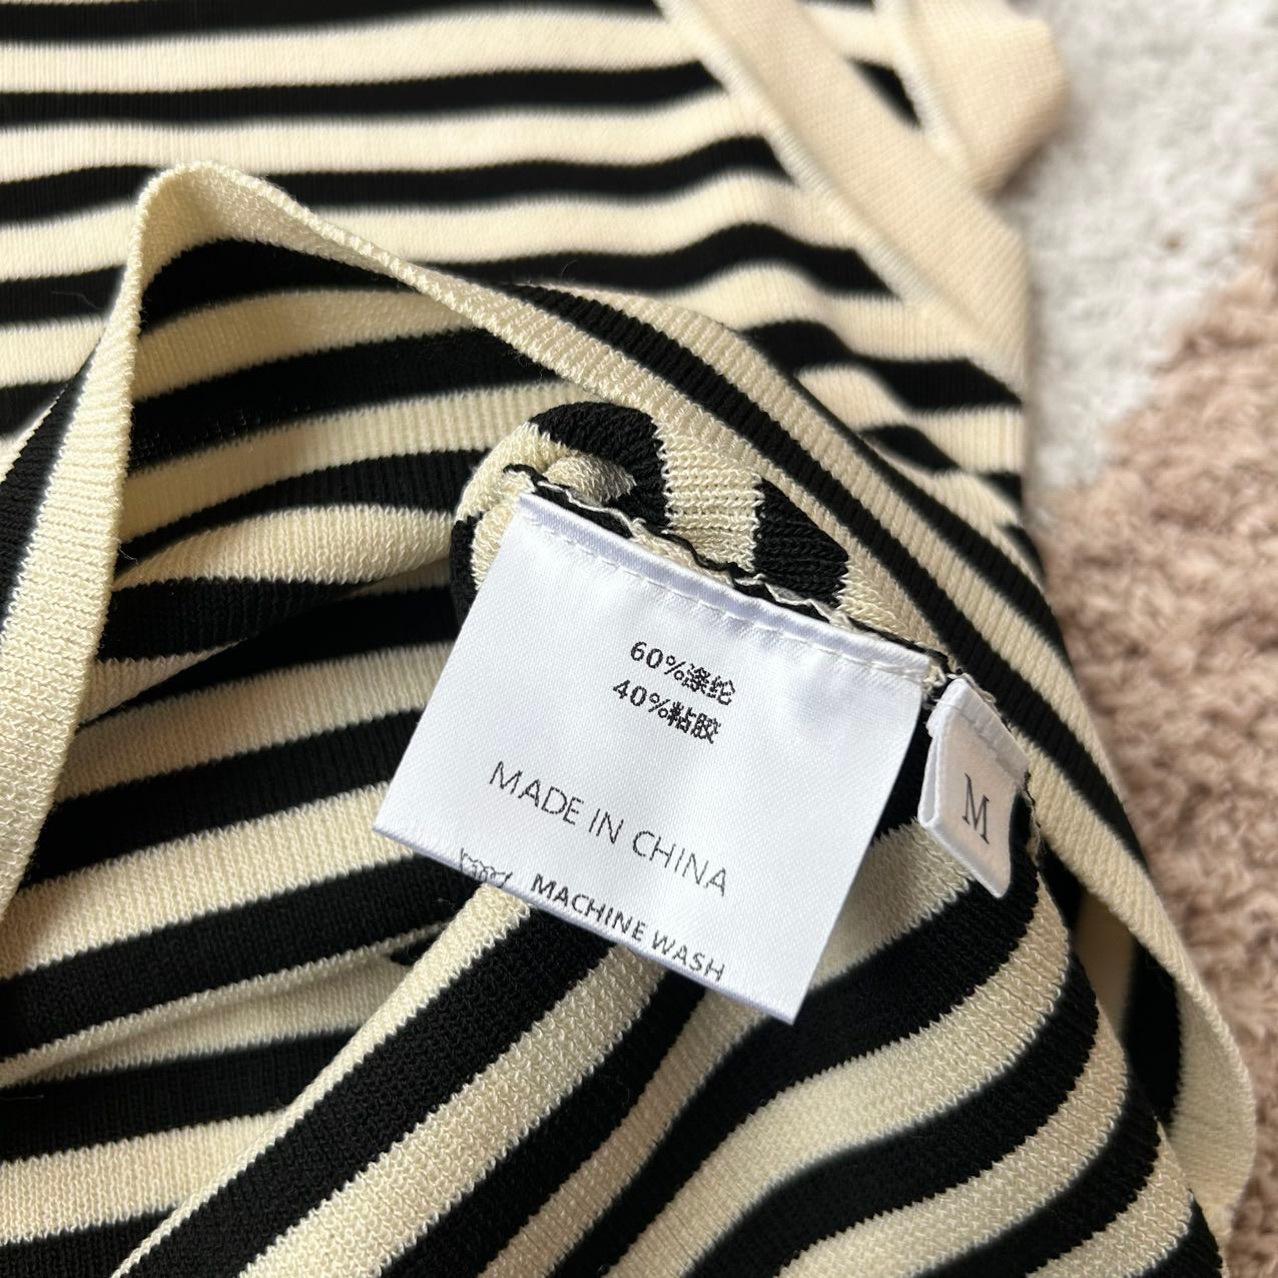 60%涤纶
40%粘胶
MADE IN CHINA
MACHINE WASH
M